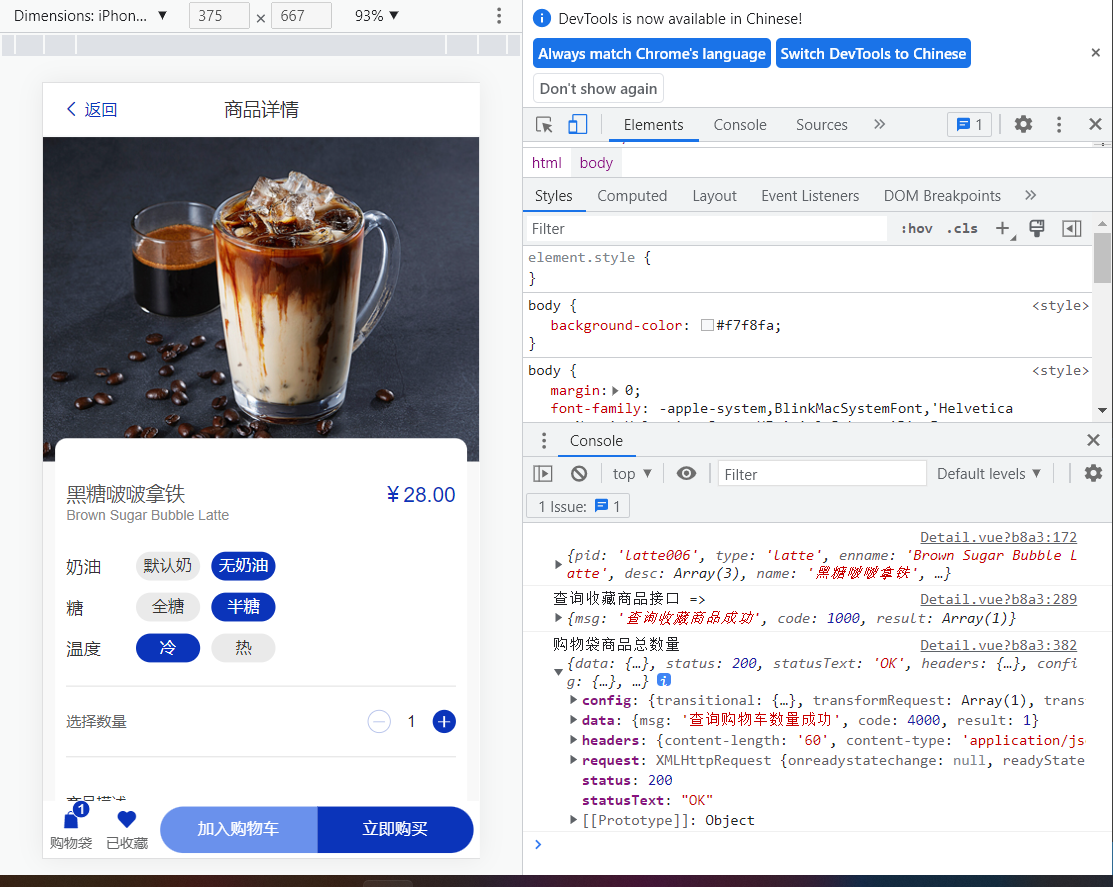 Dimensions: iPhon... ▼ 375 × 667 93% ▼
返回 商品详情
黑糖啵啵拿铁 ¥ 28.00
Brown Sugar Bubble Latte
奶油 默认奶 无奶油
糖 全糖 半糖
温度 冷 热
选择数量 1
商品描述
1
购物袋 已收藏 加入购物车 立即购买
DevTools is now available in Chinese!
Always match Chrome's language Switch DevTools to Chinese
Don't show again
Elements Console Sources » 1
html body
Styles Computed Layout Event Listeners DOM Breakpoints »
Filter :hov .cls
element.style {
}
body { <style>
background-color: #f7f8fa;
}
body { <style>
margin: 0;
font-family: -apple-system,BlinkMacSystemFont,'Helvetica
Console
top ▼ Filter Default levels ▼
1 Issue: 1
Detail.vue?b8a3:172
{pid: 'latte006', type: 'latte', enname: 'Brown Sugar Bubble L
atte', desc: Array(3), name: '黑糖啵啵拿铁', …}
查询收藏商品接口 => Detail.vue?b8a3:289
{msg: '查询收藏商品成功', code: 1000, result: Array(1)}
购物袋商品总数量 Detail.vue?b8a3:382
{data: {…}, status: 200, statusText: 'OK', headers: {…}, confi
g: {…}, …}
config: {transitional: {…}, transformRequest: Array(1), trans
data: {msg: '查询购物车数量成功', code: 4000, result: 1}
headers: {content-length: '60', content-type: 'application/js
request: XMLHttpRequest {onreadystatechange: null, readyState
status: 200
statusText: "OK"
[[Prototype]]: Object